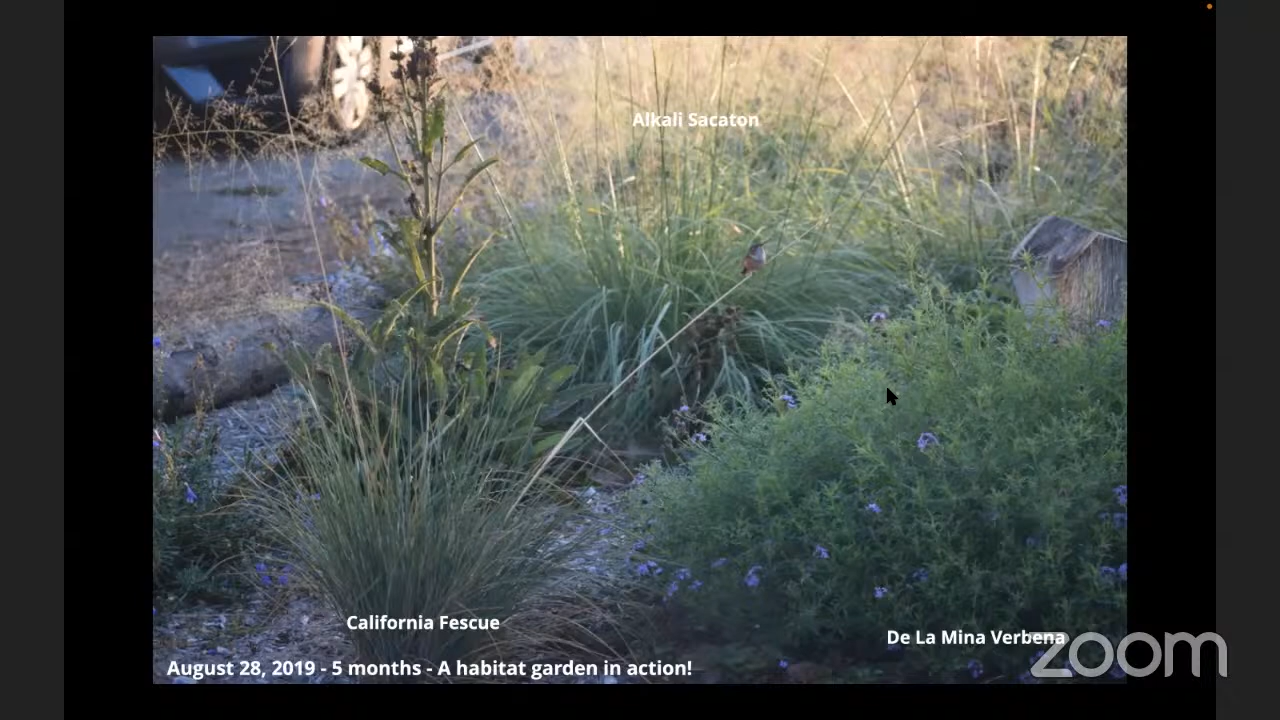 Alkali Sacaton
California Fescue
De La Mina Verbena
August 28, 2019 - 5 months - A habitat garden in action!
zoom